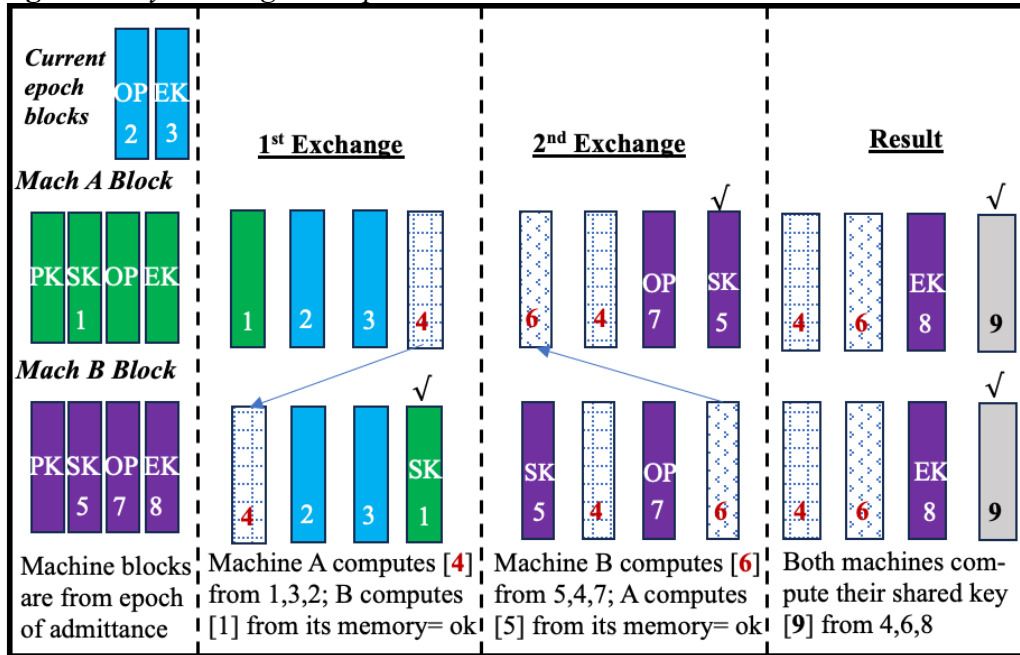 Current
epoch
blocks
OP EK
2 3
1st Exchange
2nd Exchange
Result
Mach A Block
√ √
PK SK OP EK
1
1 2 3 4
6 4 OP 7 SK 5
4 6 EK 8 9
Mach B Block
√ √
PK SK OP EK
5 7 8
4 2 3 SK 1
SK 5 4 OP 7 6
4 6 EK 8 9
Machine blocks
are from epoch
of admittance
Machine A computes [4]
from 1,3,2; B computes
[1] from its memory= ok
Machine B computes [6]
from 5,4,7; A computes
[5] from its memory= ok
Both machines com-
pute their shared key
[9] from 4,6,8